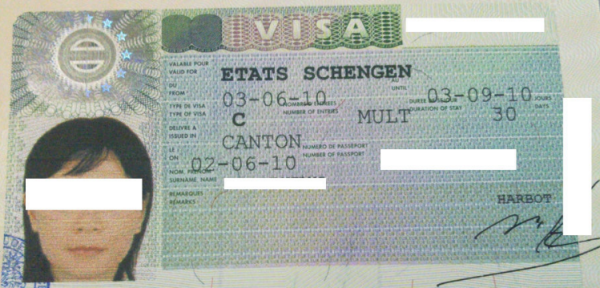 VISA
VALABLE POUR
VALID FOR
ETATS SCHENGEN
DU
FROM
03-06-10
AU
UNTIL
03-09-10
TYPE DE VISA
TYPE OF VISA
C
NOMBRE D'ENTREES
NUMBER OF ENTRIES
MULT
DUREE DE SEJOUR
DURATION OF STAY
30
JOURS
DAYS
DELIVRE A
ISSUED IN
CANTON
LE
ON
02-06-10
NUMERO DE PASSEPORT
NUMBER OF PASSPORT
NOM, PRENOM
SURNAME, NAME
REMARQUES
REMARKS
HARBOT